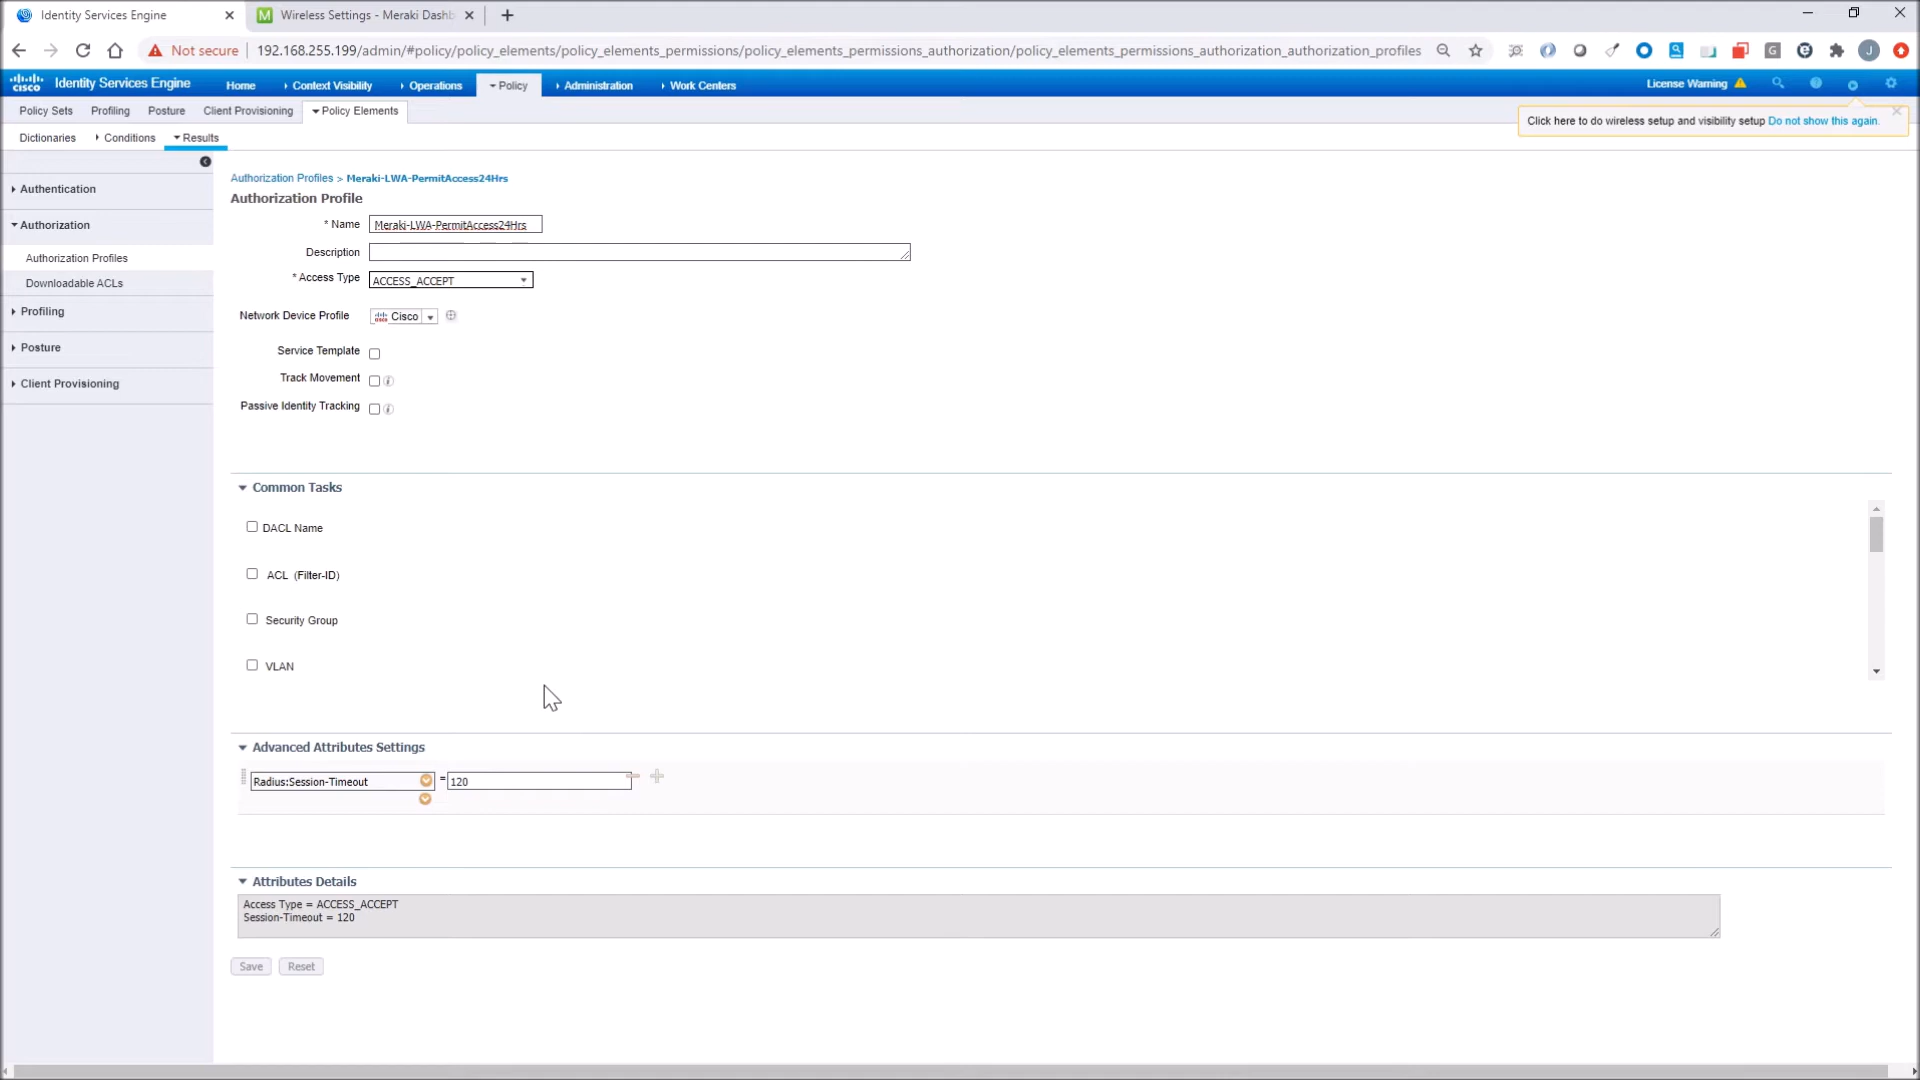 Identity Services Engine
Wireless Settings - Meraki Dashb
Not secure
192.168.255.199/admin/#policy/policy_elements/policy_elements_permissions/policy_elements_permissions_authorization/policy_elements_permissions_authorization_authorization_profiles
cisco
Identity Services Engine
Home
Context Visibility
Operations
Policy
Administration
Work Centers
License Warning
Policy Sets
Profiling
Posture
Client Provisioning
Policy Elements
Click here to do wireless setup and visibility setup Do not show this again.
Dictionaries
Conditions
Results
Authentication
Authorization
Authorization Profiles
Downloadable ACLs
Profiling
Posture
Client Provisioning
Authorization Profiles > Meraki-LWA-PermitAccess24Hrs
Authorization Profile
* Name Meraki-LWA-PermitAccess24Hrs
Description
* Access Type ACCESS_ACCEPT
Network Device Profile Cisco
Service Template
Track Movement
Passive Identity Tracking
Common Tasks
DACL Name
ACL (Filter-ID)
Security Group
VLAN
Advanced Attributes Settings
Radius:Session-Timeout = 120
Attributes Details
Access Type = ACCESS_ACCEPT
Session-Timeout = 120
Save Reset